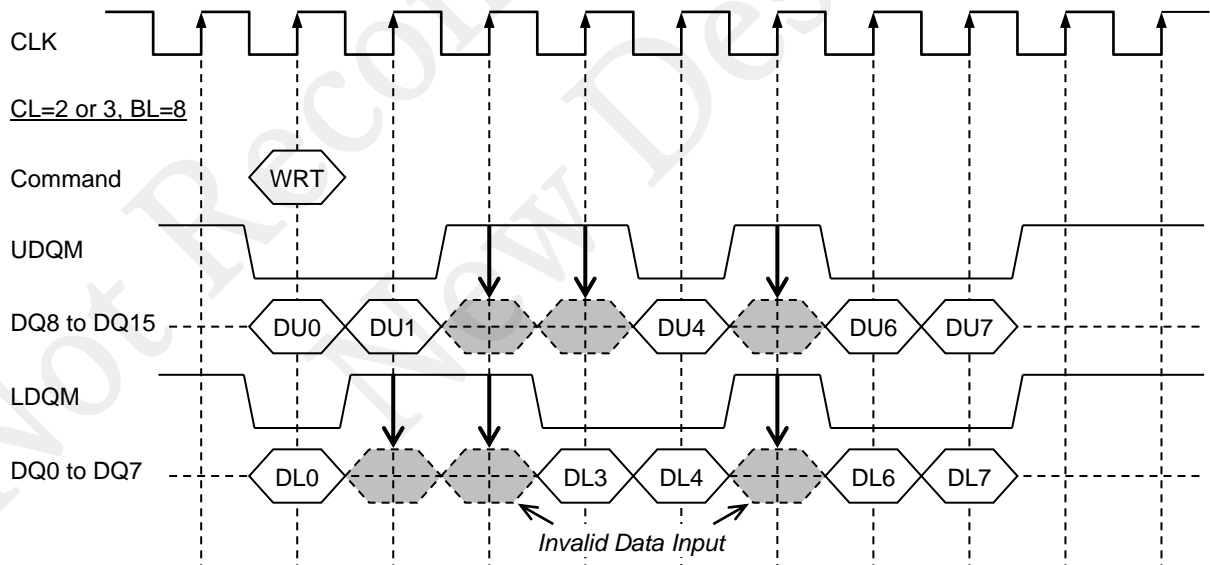 CLK
CL=2 or 3, BL=8
Command WRT
UDQM
DQ8 to DQ15 DU0 DU1 DU4 DU6 DU7
LDQM
DQ0 to DQ7 DL0 DL3 DL4 DL6 DL7
Invalid Data Input